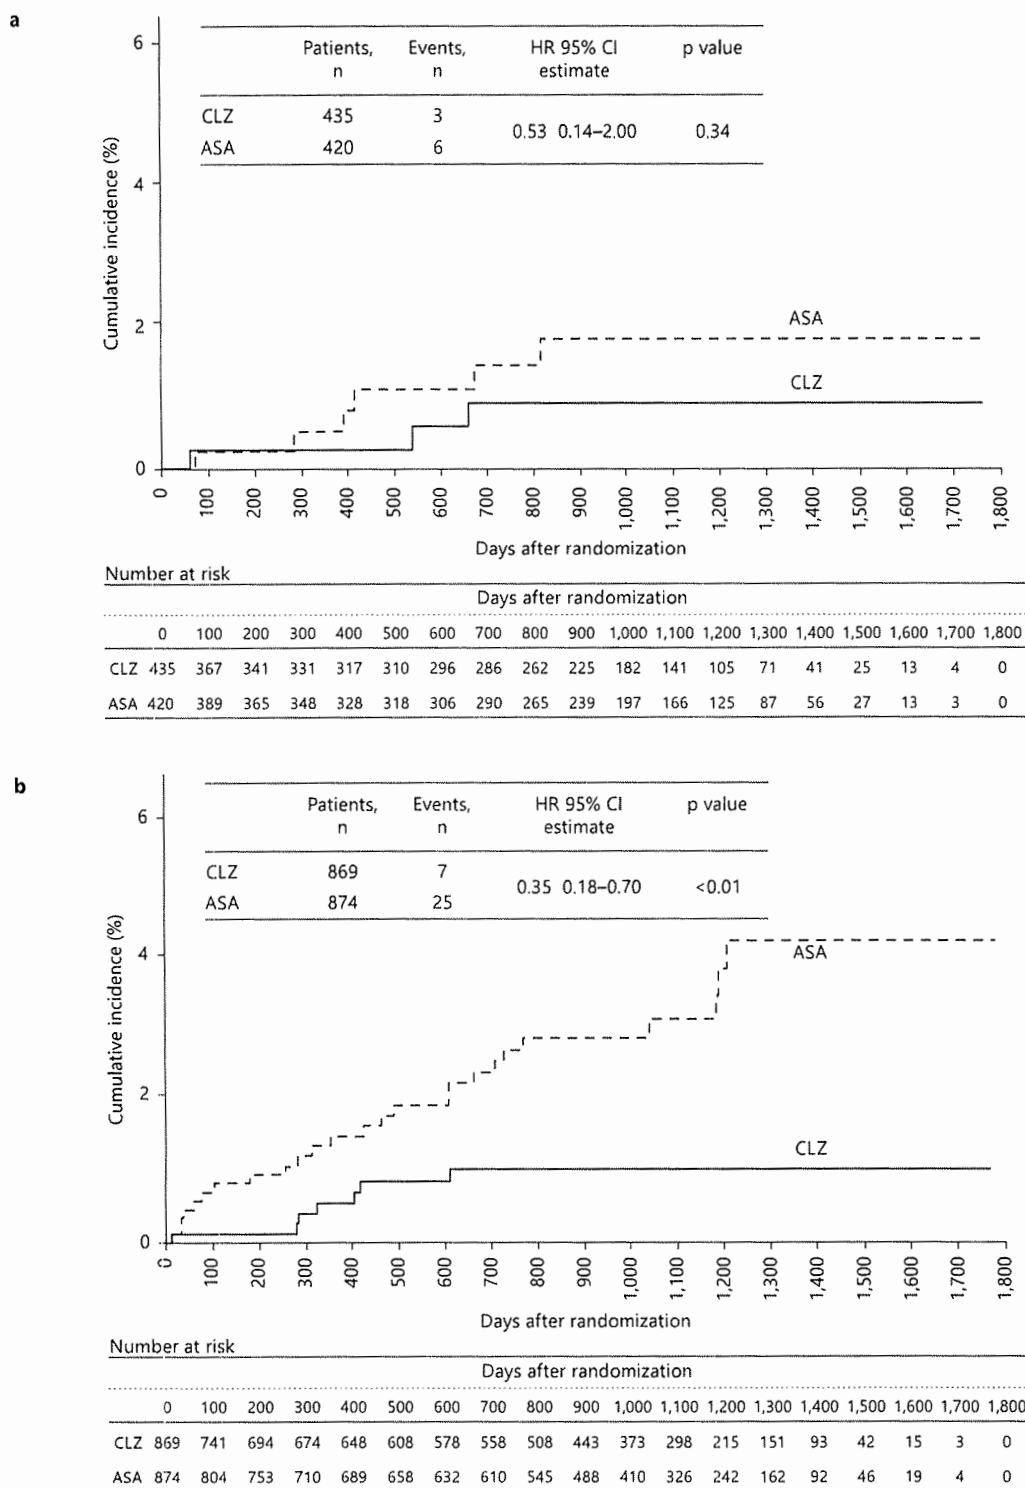 a
Patients, Events, HR 95% CI p value
n n estimate
CLZ 435 3
0.53 0.14–2.00 0.34
ASA 420 6
6
4
2
0
Cumulative incidence (%)
ASA
CLZ
0 100 200 300 400 500 600 700 800 900 1,000 1,100 1,200 1,300 1,400 1,500 1,600 1,700 1,800
Days after randomization
Number at risk
Days after randomization
0 100 200 300 400 500 600 700 800 900 1,000 1,100 1,200 1,300 1,400 1,500 1,600 1,700 1,800
CLZ 435 367 341 331 317 310 296 286 262 225 182 141 105 71 41 25 13 4 0
ASA 420 389 365 348 328 318 306 290 265 239 197 166 125 87 56 27 13 3 0
b
Patients, Events, HR 95% CI p value
n n estimate
CLZ 869 7
0.35 0.18–0.70 <0.01
ASA 874 25
6
4
2
0
Cumulative incidence (%)
ASA
CLZ
0 100 200 300 400 500 600 700 800 900 1,000 1,100 1,200 1,300 1,400 1,500 1,600 1,700 1,800
Days after randomization
Number at risk
Days after randomization
0 100 200 300 400 500 600 700 800 900 1,000 1,100 1,200 1,300 1,400 1,500 1,600 1,700 1,800
CLZ 869 741 694 674 648 608 578 558 508 443 373 298 215 151 93 42 15 3 0
ASA 874 804 753 710 689 658 632 610 545 488 410 326 242 162 92 46 19 4 0